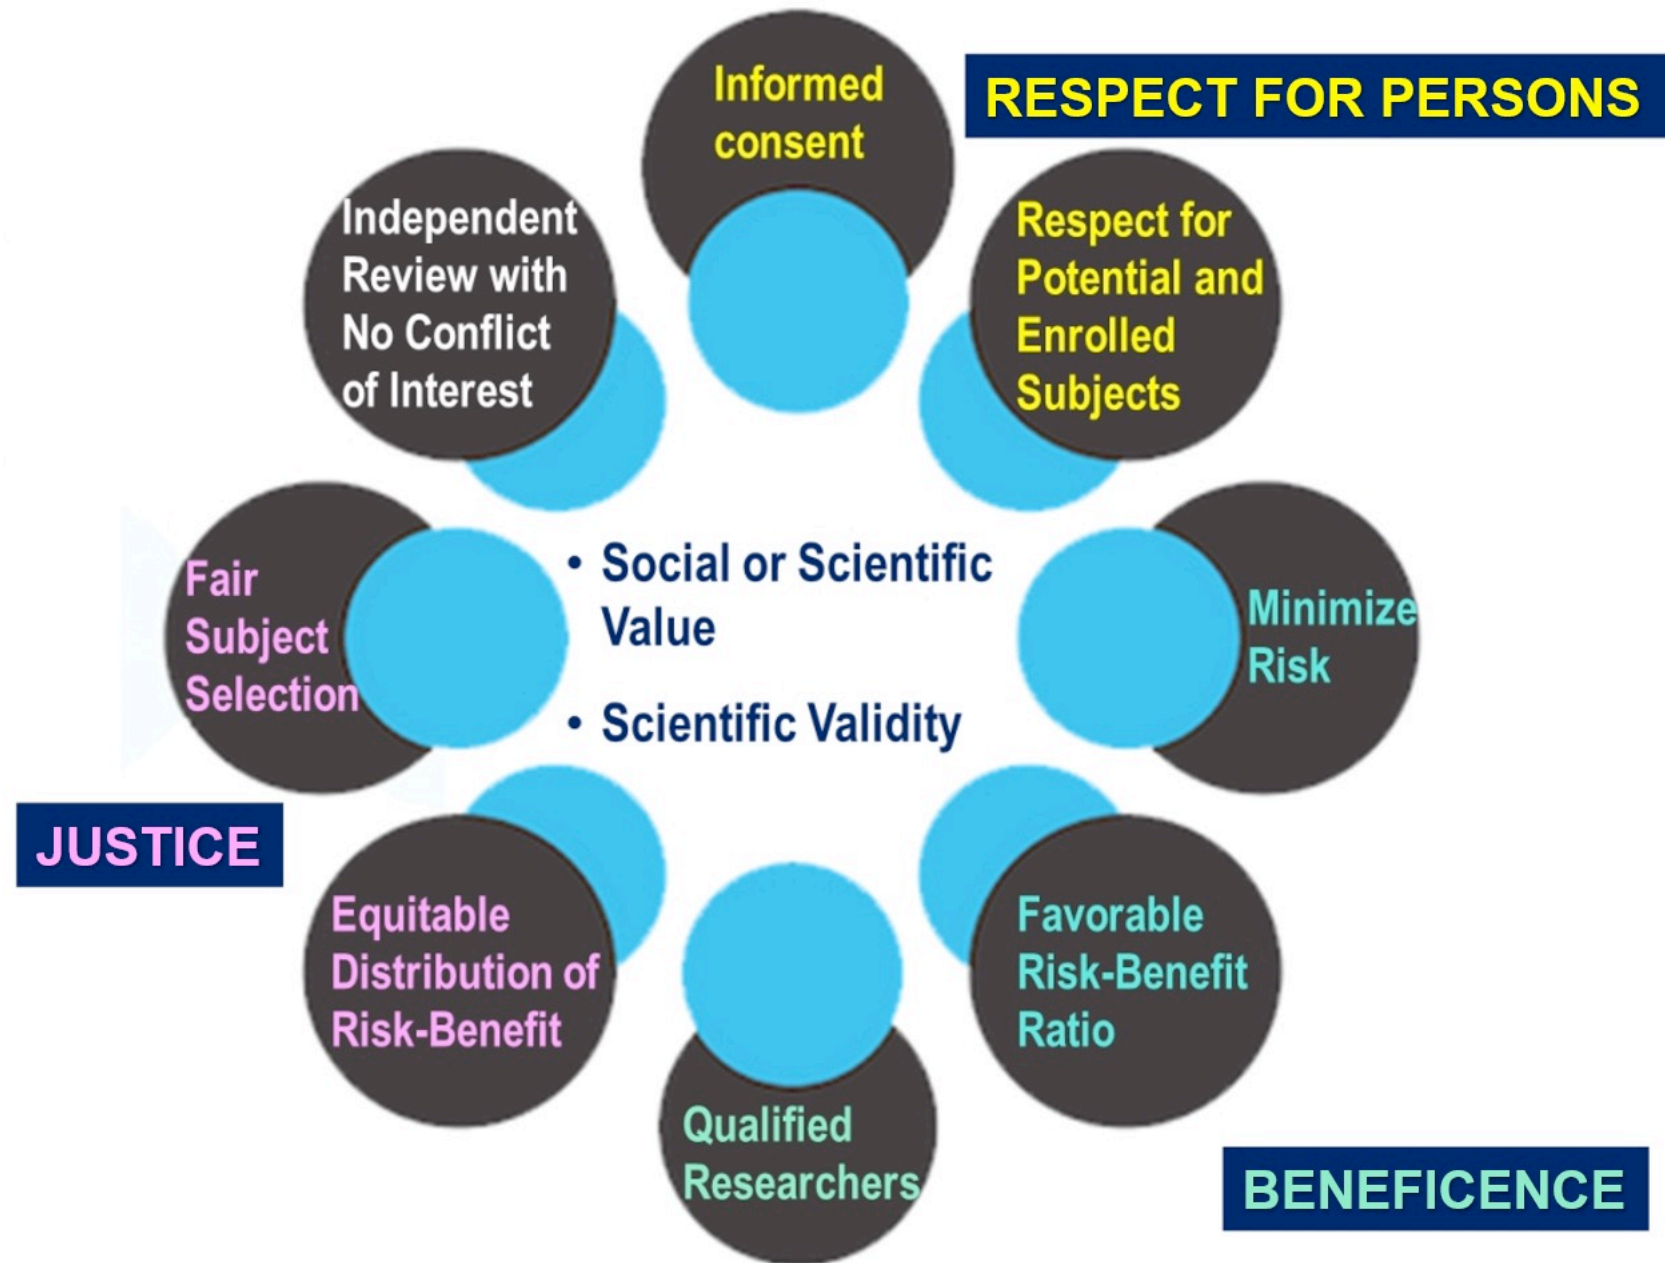 Informed
consent
RESPECT FOR PERSONS
Independent
Review with
No Conflict
of Interest
Respect for
Potential and
Enrolled
Subjects
Fair
Subject
Selection
• Social or Scientific
Value
• Scientific Validity
Minimize
Risk
JUSTICE
Equitable
Distribution of
Risk-Benefit
Favorable
Risk-Benefit
Ratio
Qualified
Researchers
BENEFICENCE